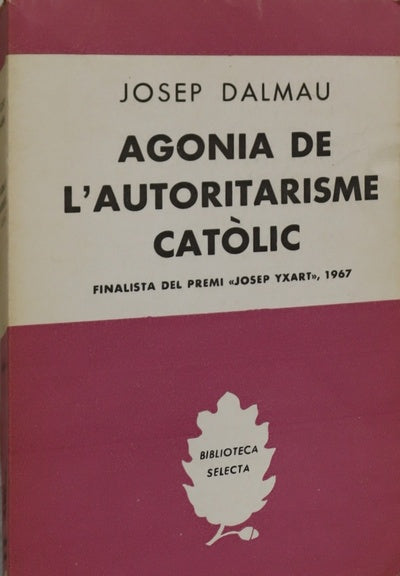 JOSEP DALMAU
AGONIA DE
L'AUTORITARISME
CATÒLIC
FINALISTA DEL PREMI «JOSEP YXART», 1967
BIBLIOTECA
SELECTA